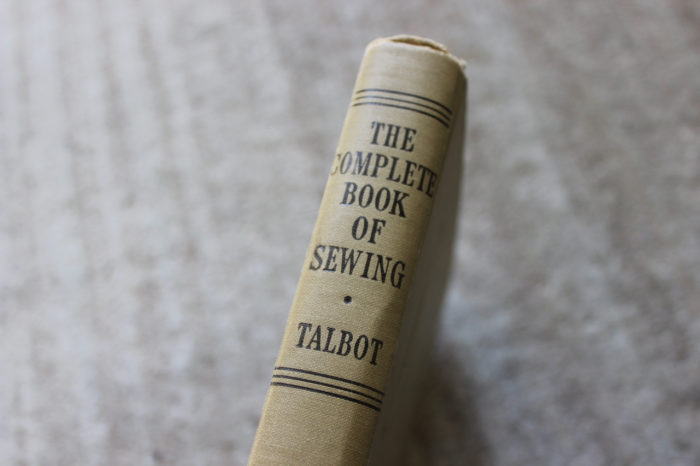 THE
COMPLETE
BOOK
OF
SEWING
•
TALBOT